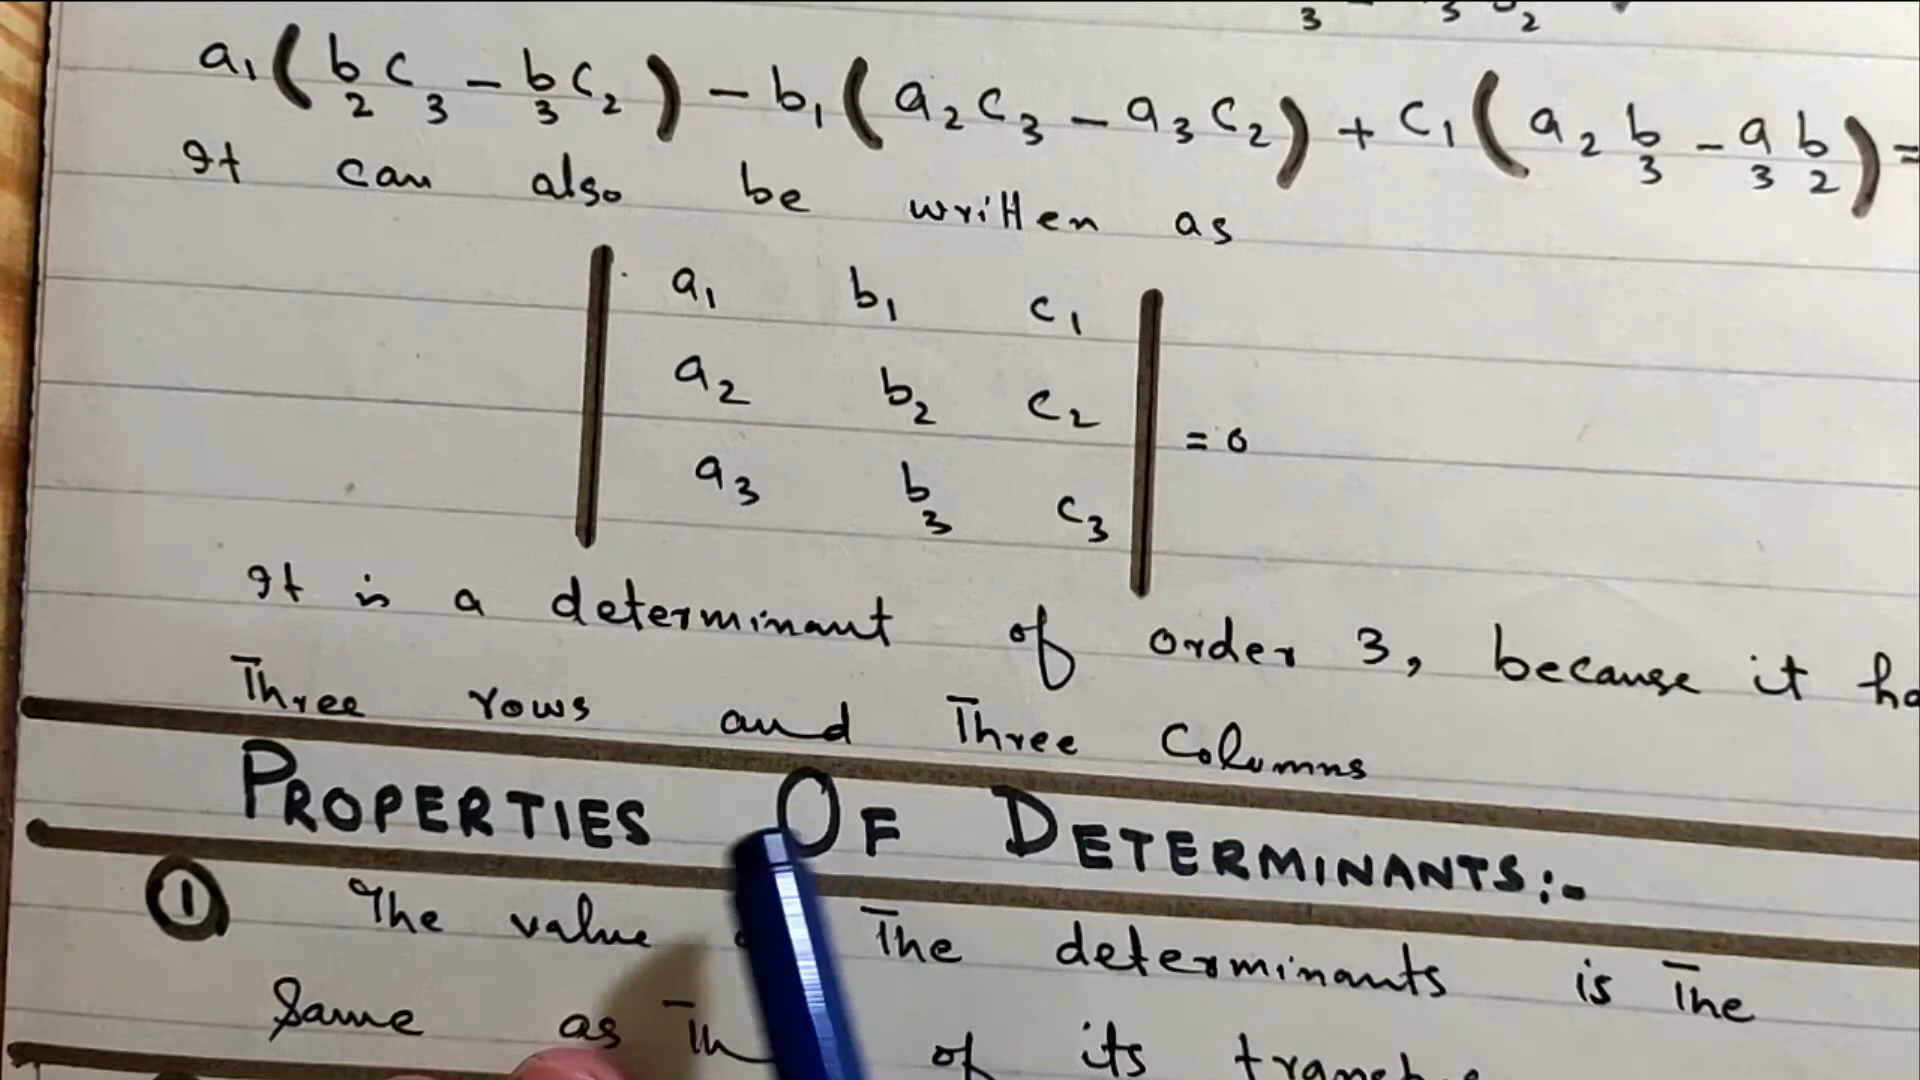 a₁(b₂c₃ - b₃c₂) - b₁(a₂c₃ - a₃c₂) + c₁(a₂b₃ - a₃b₂) =
It can also be written as
a₁ b₁ c₁
a₂ b₂ c₂ = 0
a₃ b₃ c₃
It is a determinant of order 3, because it
Three rows and Three Columns
PROPERTIES OF DETERMINANTS:-
① The value The determinants is The
Same as of its